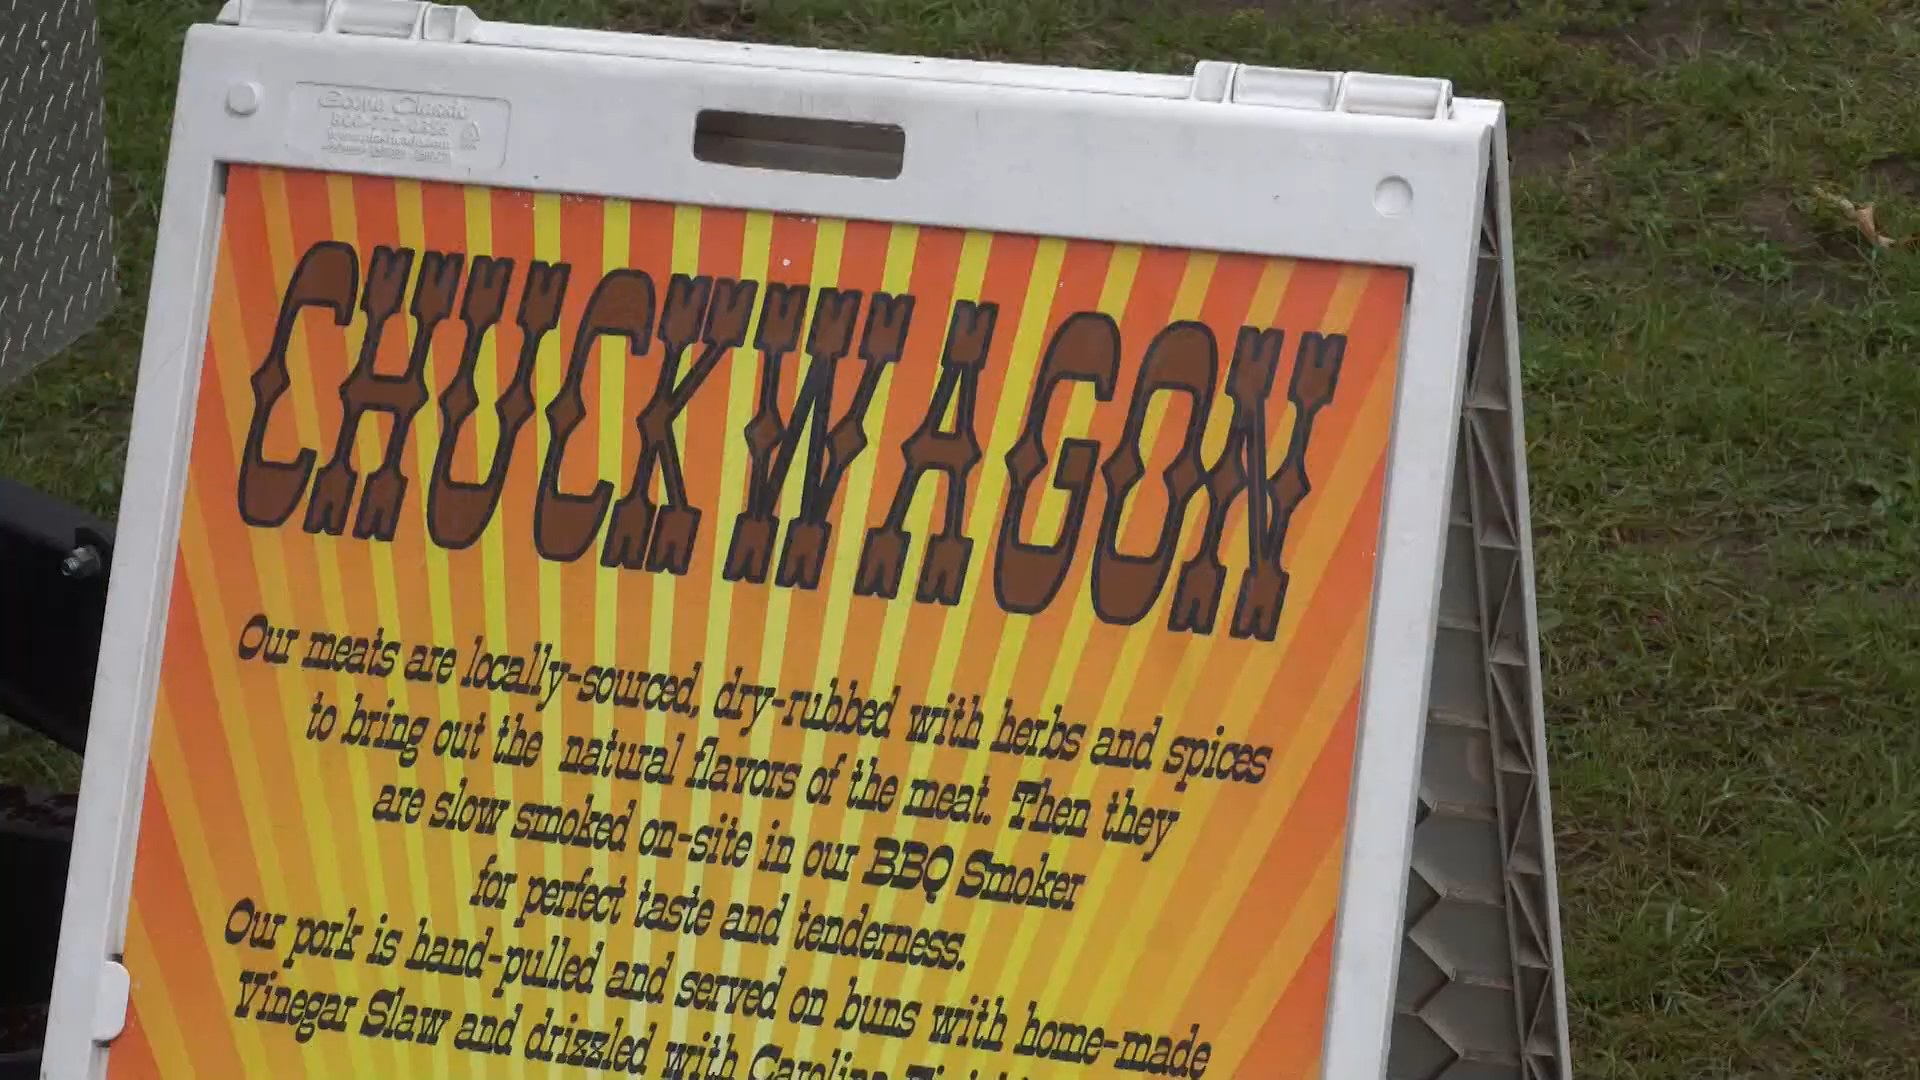 CHUCKWAGON
Our meats are locally-sourced, dry-rubbed with herbs and spices
to bring out the natural flavors of the meat. Then they
are slow smoked on-site in our BBQ Smoker
for perfect taste and tenderness.
Our pork is hand-pulled and served on buns with home-made
Vinegar Slaw and drizzled with Carolina